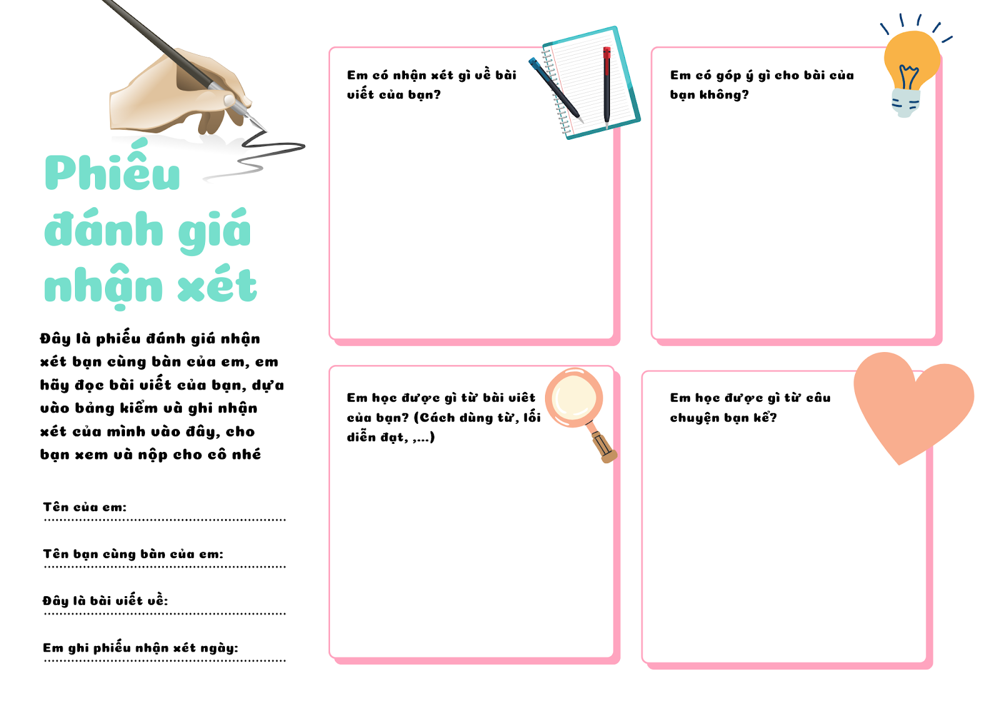 Phiếu
đánh giá
nhận xét
Đây là phiếu đánh giá nhận
xét bạn cùng bàn của em, em
hãy đọc bài viết của bạn, dựa
vào bảng kiểm và ghi nhận
xét của mình vào đây, cho
bạn xem và nộp cho cô nhé
Tên của em:
Tên bạn cùng bàn của em:
Đây là bài viết về:
Em ghi phiếu nhận xét ngày:
Em có nhận xét gì về bài
viết của bạn?
Em có góp ý gì cho bài của
bạn không?
Em học được gì từ bài viêt
của bạn? (Cách dùng từ, lối
diễn đạt, ,...)
Em học được gì từ câu
chuyện bạn kể?